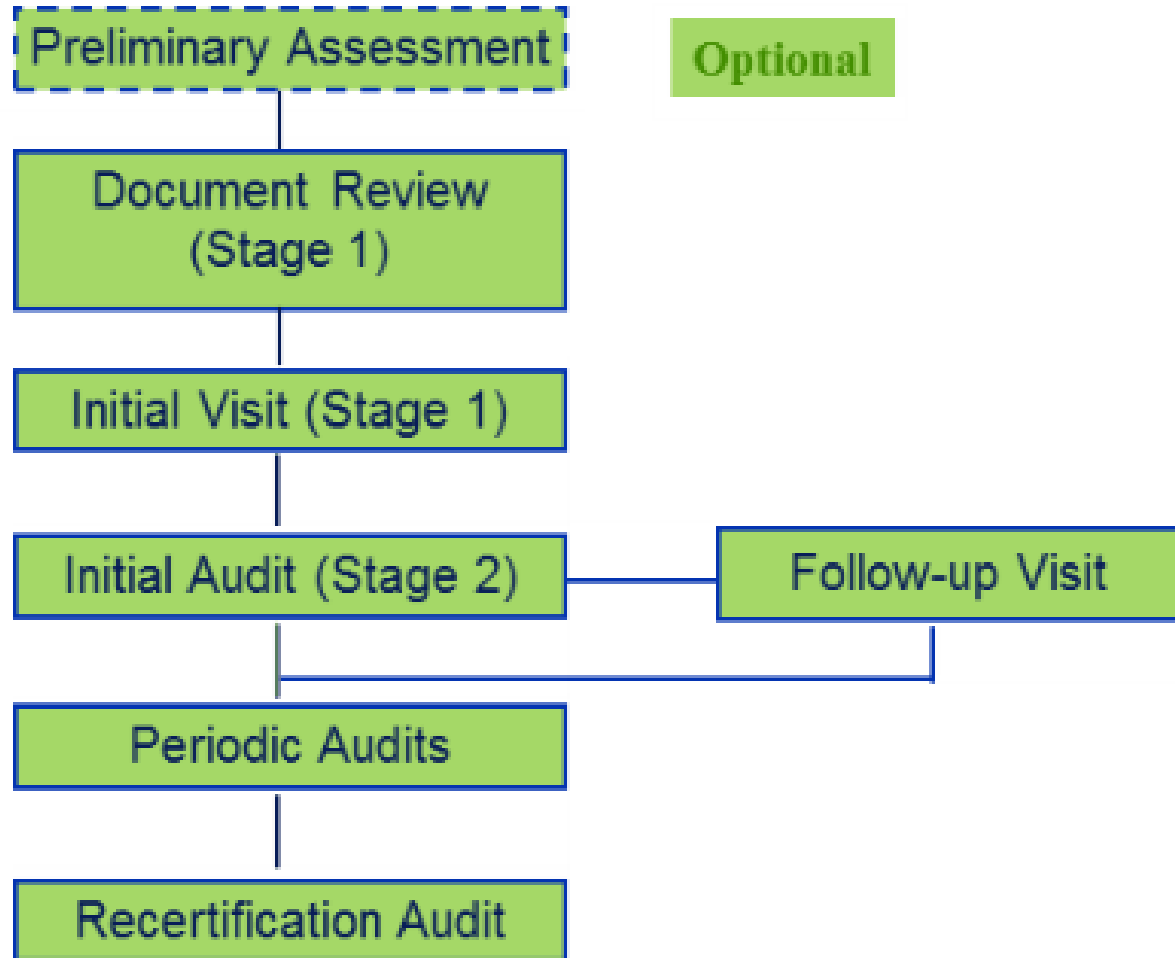 Preliminary Assessment
Optional
Document Review
(Stage 1)
Initial Visit (Stage 1)
Initial Audit (Stage 2)
Follow-up Visit
Periodic Audits
Recertification Audit